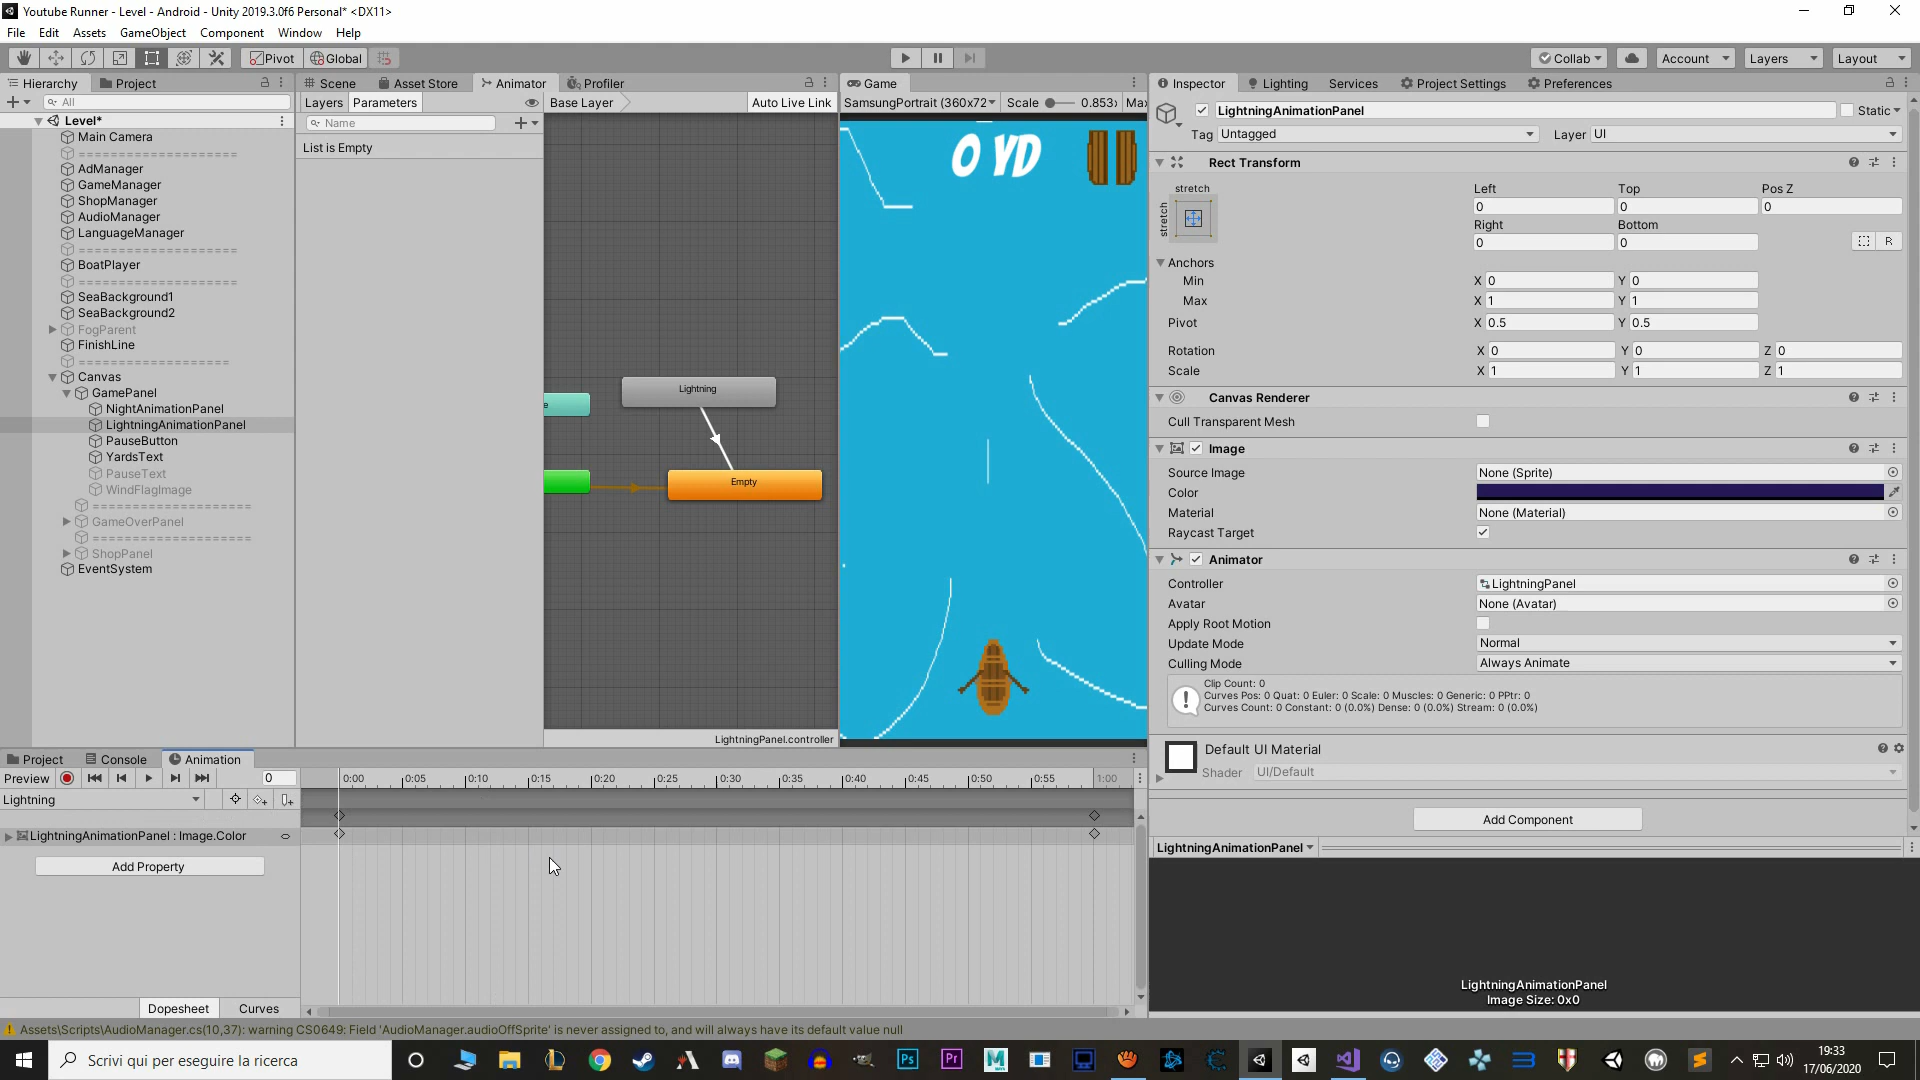 Youtube Runner - Level - Android - Unity 2019.3.0f6 Personal* <DX11>
File Edit Assets GameObject Component Window Help
Pivot Global Collab Account Layers Layout
Hierarchy Project Scene Asset Store Animator Profiler Game Inspector Lighting Services Project Settings Preferences
All
Layers Parameters Base Layer Auto Live Link
SamsungPortrait (360x72 Scale 0.853x Max
Name
List is Empty
Level*
Main Camera
====================
AdManager
GameManager
ShopManager
AudioManager
LanguageManager
====================
BoatPlayer
====================
SeaBackground1
SeaBackground2
FogParent
FinishLine
===================
Canvas
GamePanel
NightAnimationPanel
LightningAnimationPanel
PauseButton
YardsText
PauseText
WindFlagImage
====================
GameOverPanel
====================
ShopPanel
EventSystem
Lightning
e
Empty
LightningPanel.controller
0 YD
LightningAnimationPanel Static
Tag Untagged Layer UI
Rect Transform
stretch
stretch
Left Top Pos Z
0 0 0
Right Bottom
0 0 R
Anchors
Min X 0 Y 0
Max X 1 Y 1
Pivot X 0.5 Y 0.5
Rotation X 0 Y 0 Z 0
Scale X 1 Y 1 Z 1
Canvas Renderer
Cull Transparent Mesh
Image
Source Image None (Sprite)
Color
Material None (Material)
Raycast Target
Animator
Controller LightningPanel
Avatar None (Avatar)
Apply Root Motion
Update Mode Normal
Culling Mode Always Animate
Clip Count: 0
Curves Pos: 0 Quat: 0 Euler: 0 Scale: 0 Muscles: 0 Generic: 0 PPtr: 0
Curves Count: 0 Constant: 0 (0.0%) Dense: 0 (0.0%) Stream: 0 (0.0%)
Default UI Material
Shader UI/Default
Add Component
LightningAnimationPanel
LightningAnimationPanel
Image Size: 0x0
Project Console Animation
Preview 0 0:00 0:05 0:10 0:15 0:20 0:25 0:30 0:35 0:40 0:45 0:50 0:55 1:00
Lightning
LightningAnimationPanel : Image.Color
Add Property
Dopesheet Curves
Assets\Scripts\AudioManager.cs(10,37): warning CS0649: Field 'AudioManager.audioOffSprite' is never assigned to, and will always have its default value null
Scrivi qui per eseguire la ricerca
Ps Pr M
19:33
17/06/2020